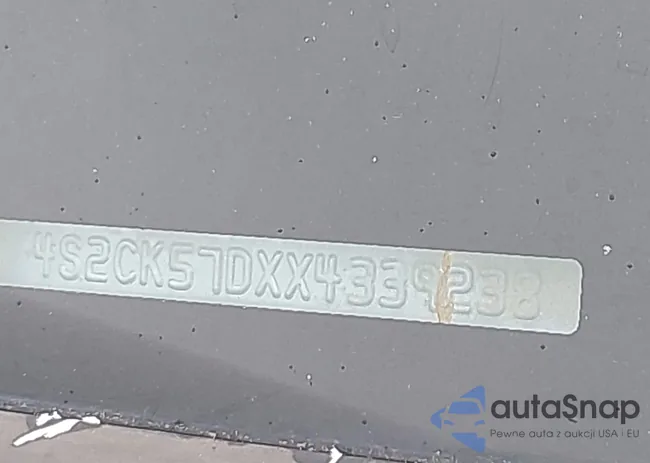 4S2CK57DXX4339238
autaSnap
Pewne auta z aukcji USA i EU